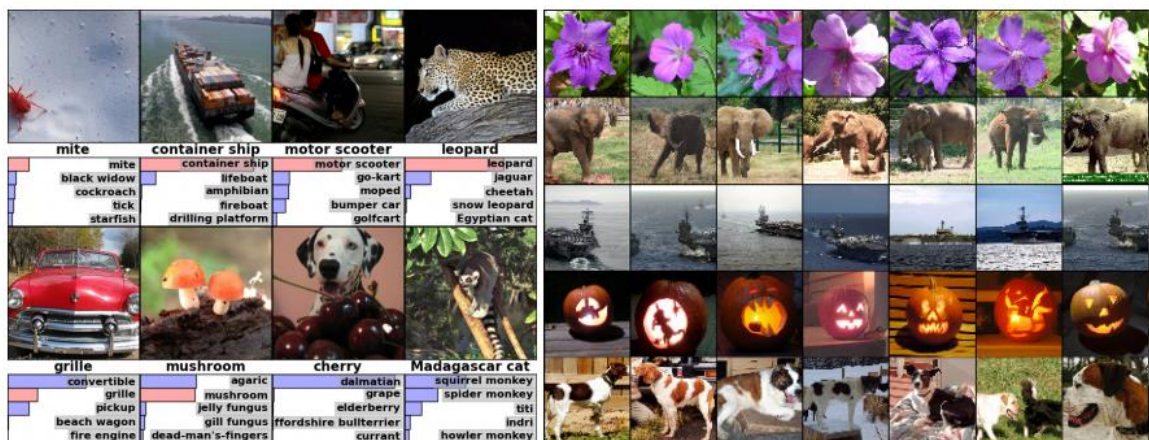 mite
container ship
motor scooter
leopard
mite
black widow
cockroach
tick
starfish
container ship
lifeboat
amphibian
fireboat
drilling platform
motor scooter
go-kart
moped
bumper car
golfcart
leopard
jaguar
cheetah
snow leopard
Egyptian cat
grille
mushroom
cherry
Madagascar cat
convertible
grille
pickup
beach wagon
fire engine
agaric
mushroom
jelly fungus
gill fungus
dead-man's-fingers
dalmatian
grape
elderberry
ffordshire bullterrier
currant
squirrel monkey
spider monkey
titi
indri
howler monkey